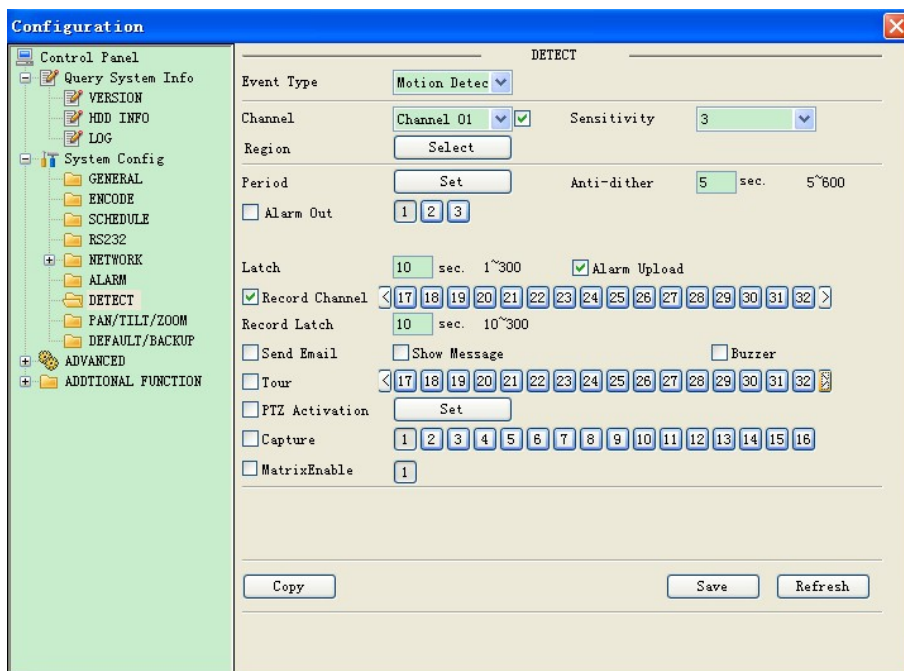 Configuration
Control Panel
Query System Info
VERSION
HDD INFO
LOG
System Config
GENERAL
ENCODE
SCHEDULE
RS232
NETWORK
ALARM
DETECT
PAN/TILT/ZOOM
DEFAULT/BACKUP
ADVANCED
ADDTIONAL FUNCTION
DETECT
Event Type Motion Detec
Channel Channel 01 Sensitivity 3
Region Select
Period Set Anti-dither 5 sec. 5~600
Alarm Out 1 2 3
Latch 10 sec. 1~300 Alarm Upload
Record Channel < 17 18 19 20 21 22 23 24 25 26 27 28 29 30 31 32 >
Record Latch 10 sec. 10~300
Send Email Show Message Buzzer
Tour < 17 18 19 20 21 22 23 24 25 26 27 28 29 30 31 32 >
PTZ Activation Set
Capture 1 2 3 4 5 6 7 8 9 10 11 12 13 14 15 16
MatrixEnable 1
Copy Save Refresh